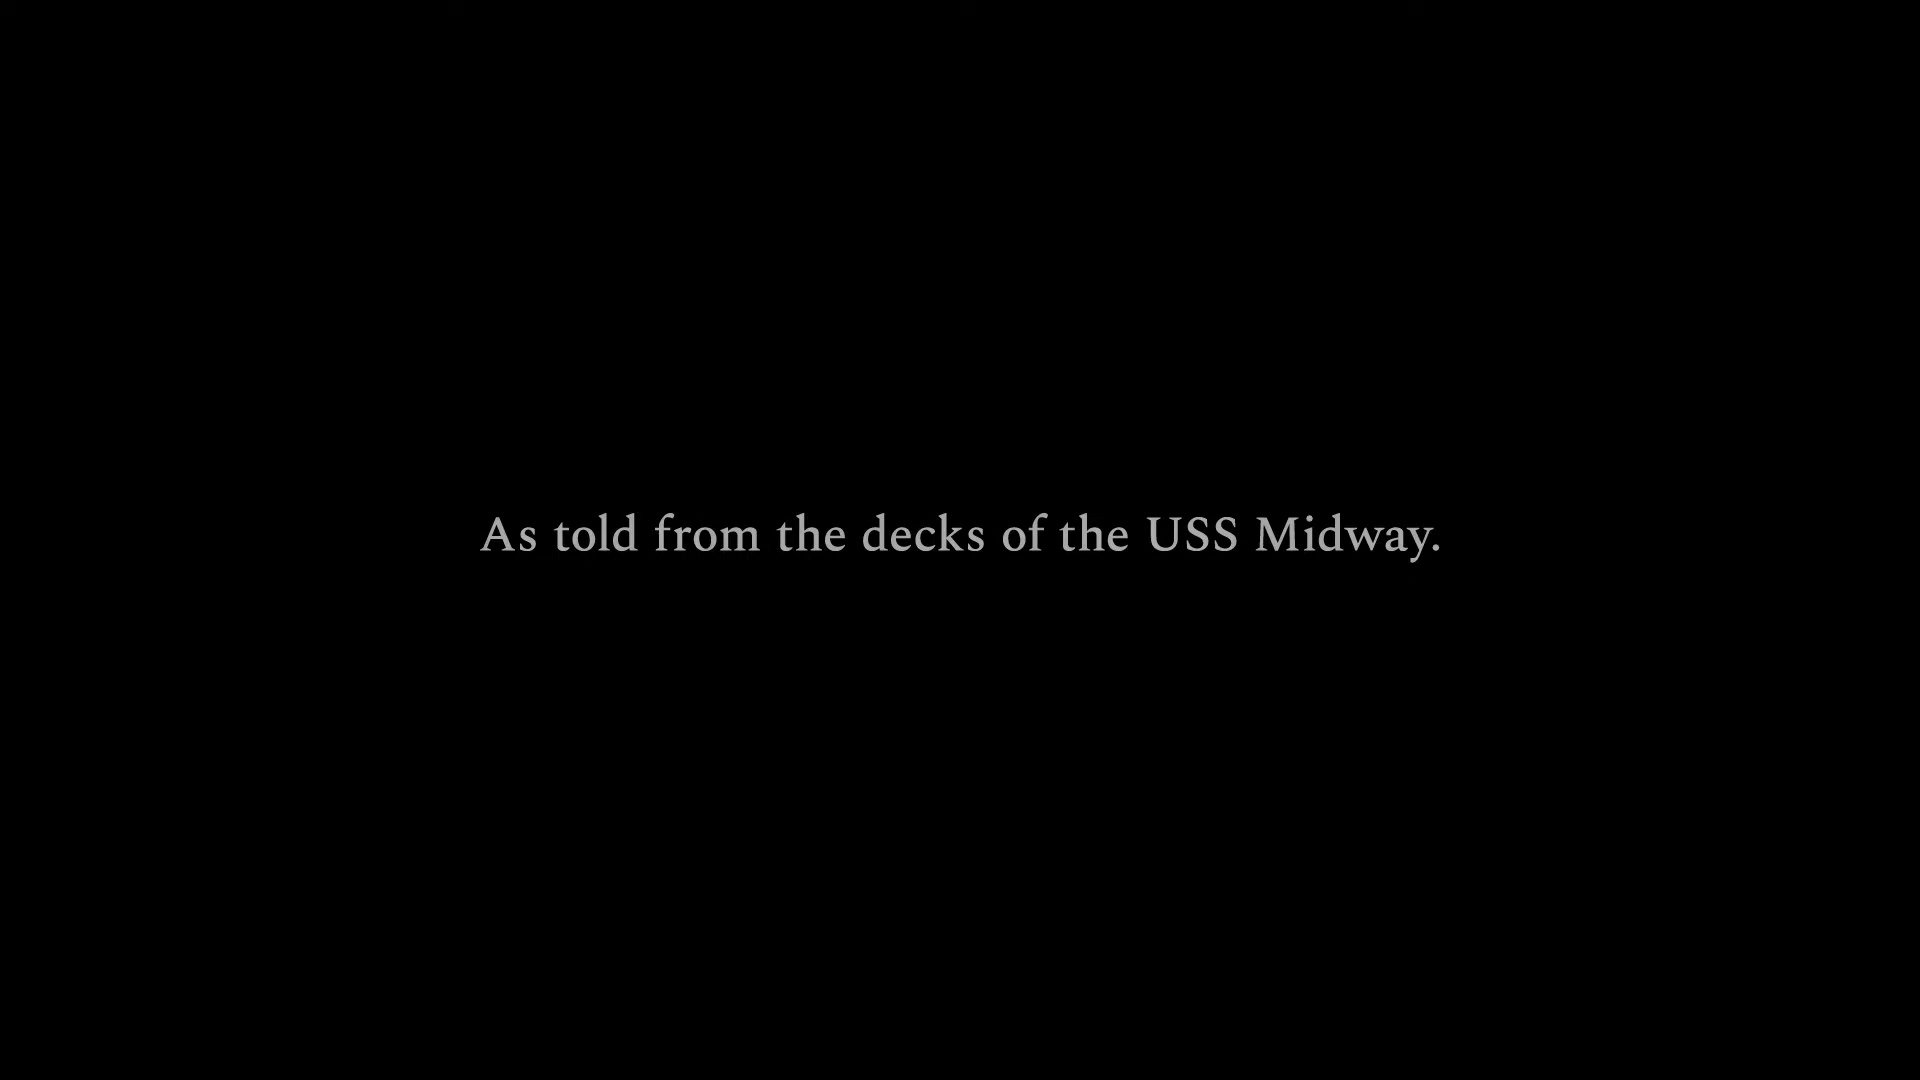 As told from the decks of the USS Midway.